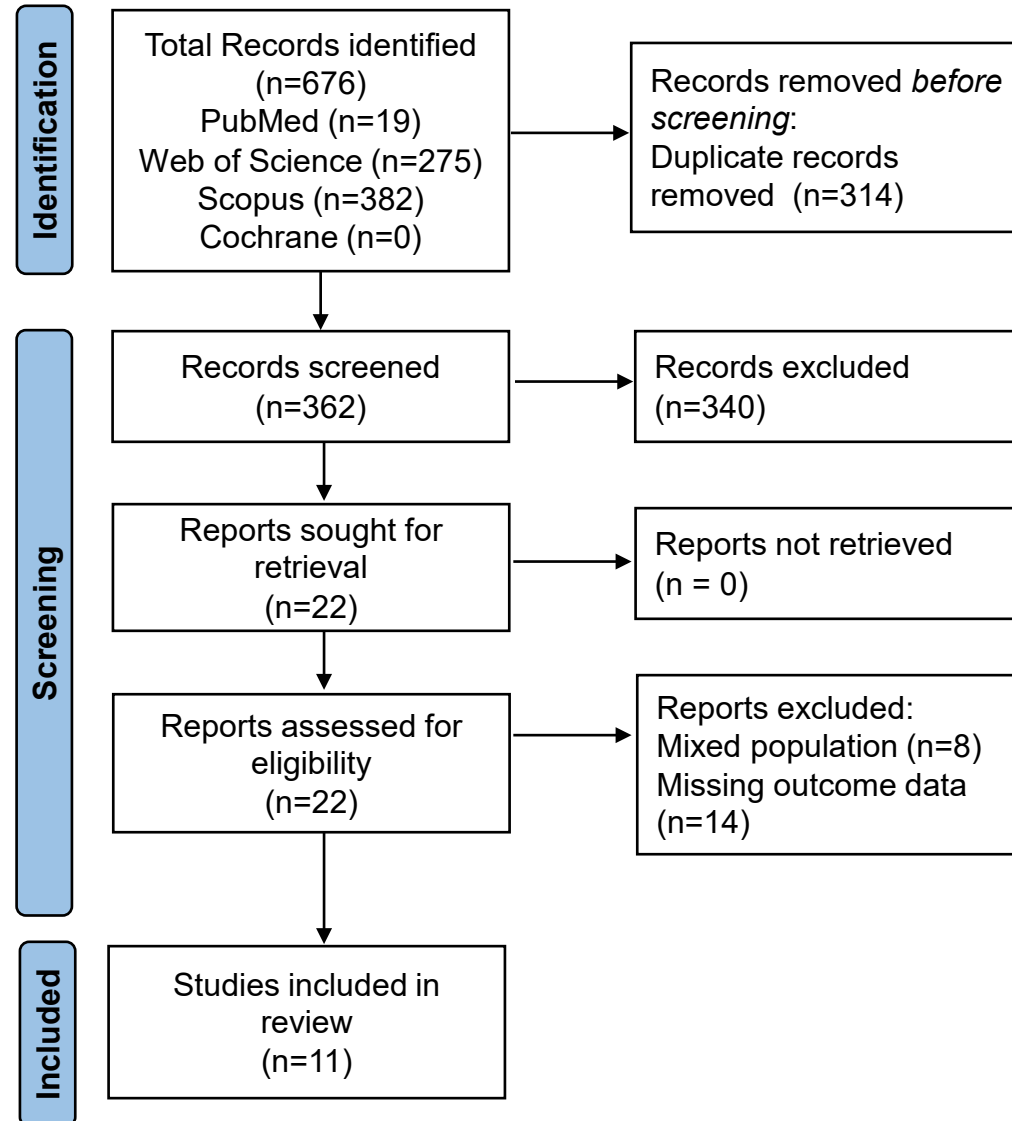 Identification
Total Records identified
(n=676)
PubMed (n=19)
Web of Science (n=275)
Scopus (n=382)
Cochrane (n=0)
Records removed before
screening:
Duplicate records
removed (n=314)
Screening
Records screened
(n=362)
Records excluded
(n=340)
Reports sought for
retrieval
(n=22)
Reports not retrieved
(n = 0)
Reports assessed for
eligibility
(n=22)
Reports excluded:
Mixed population (n=8)
Missing outcome data
(n=14)
Included
Studies included in
review
(n=11)